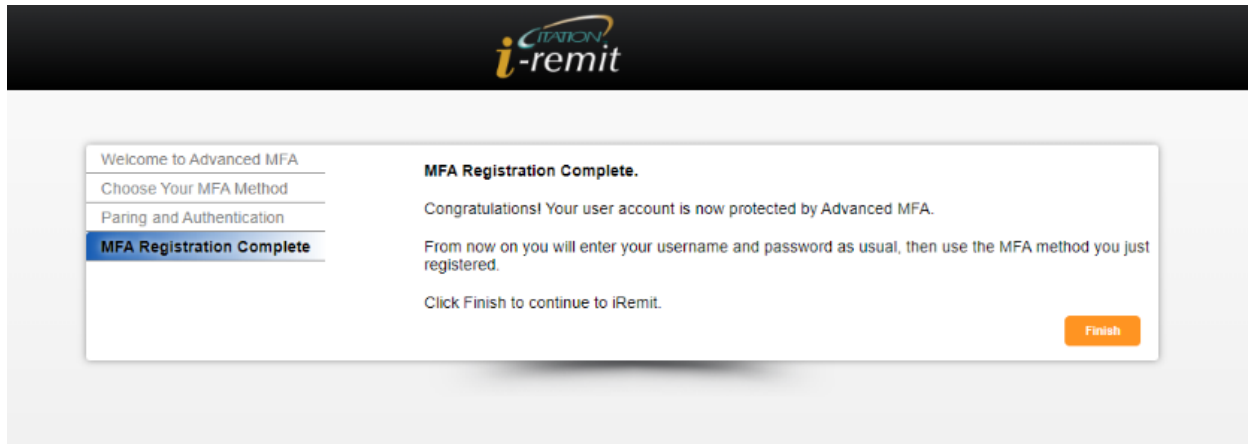 CITATION
i-remit
Welcome to Advanced MFA
Choose Your MFA Method
Paring and Authentication
MFA Registration Complete
MFA Registration Complete.
Congratulations! Your user account is now protected by Advanced MFA.
From now on you will enter your username and password as usual, then use the MFA method you just
registered.
Click Finish to continue to iRemit.
Finish